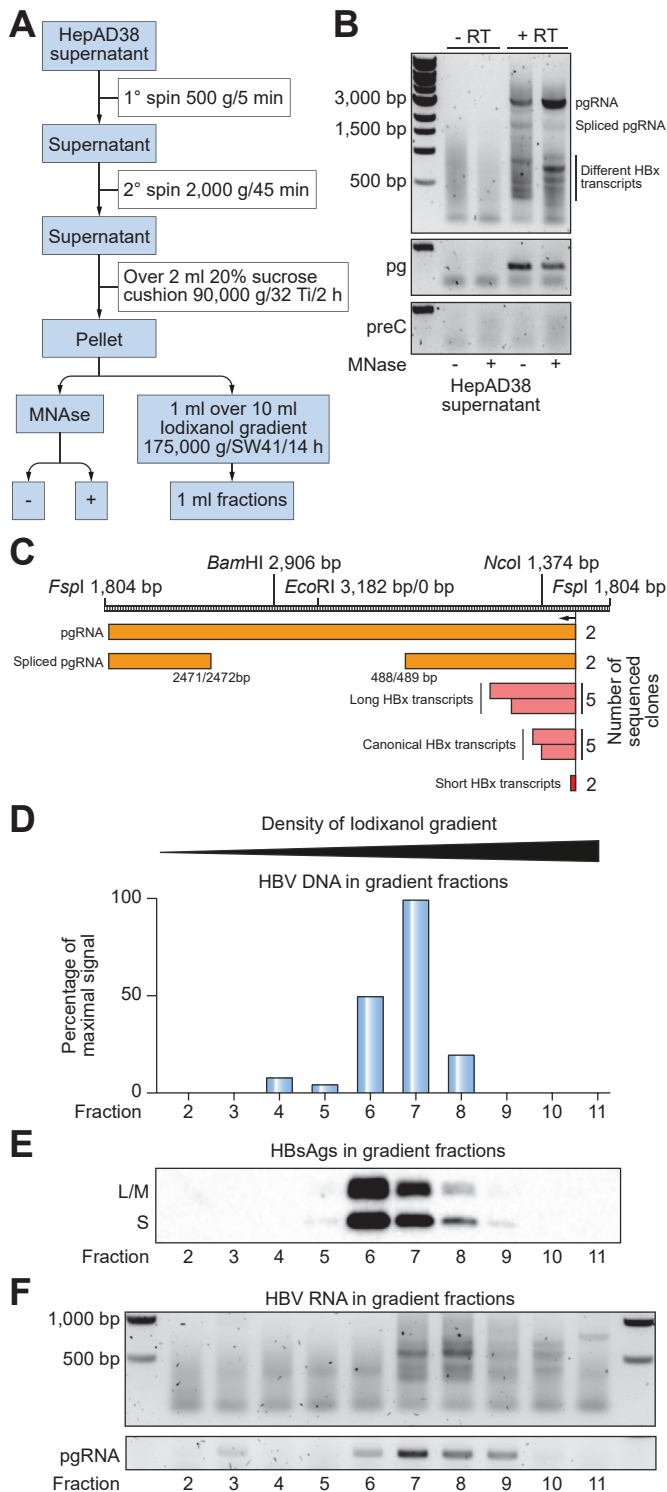 A
HepAD38
supernatant
1° spin 500 g/5 min
Supernatant
2° spin 2,000 g/45 min
Supernatant
Over 2 ml 20% sucrose
cushion 90,000 g/32 Ti/2 h
Pellet
MNAse
1 ml over 10 ml
Iodixanol gradient
175,000 g/SW41/14 h
- +
1 ml fractions
B
- RT + RT
3,000 bp
1,500 bp
500 bp
pgRNA
Spliced pgRNA
Different HBx
transcripts
pg
preC
MNase - + - +
HepAD38
supernatant
C
BamHI 2,906 bp NcoI 1,374 bp
FspI 1,804 bp EcoRI 3,182 bp/0 bp FspI 1,804 bp
pgRNA 2
Spliced pgRNA 2
2471/2472bp 488/489 bp
Long HBx transcripts 5
Canonical HBx transcripts 5
Short HBx transcripts 2
Number of
sequenced
clones
D
Density of Iodixanol gradient
HBV DNA in gradient fractions
Percentage of
maximal signal
100
50
0
Fraction 2 3 4 5 6 7 8 9 10 11
E
HBsAgs in gradient fractions
L/M
S
Fraction 2 3 4 5 6 7 8 9 10 11
F
HBV RNA in gradient fractions
1,000 bp
500 bp
pgRNA
Fraction 2 3 4 5 6 7 8 9 10 11